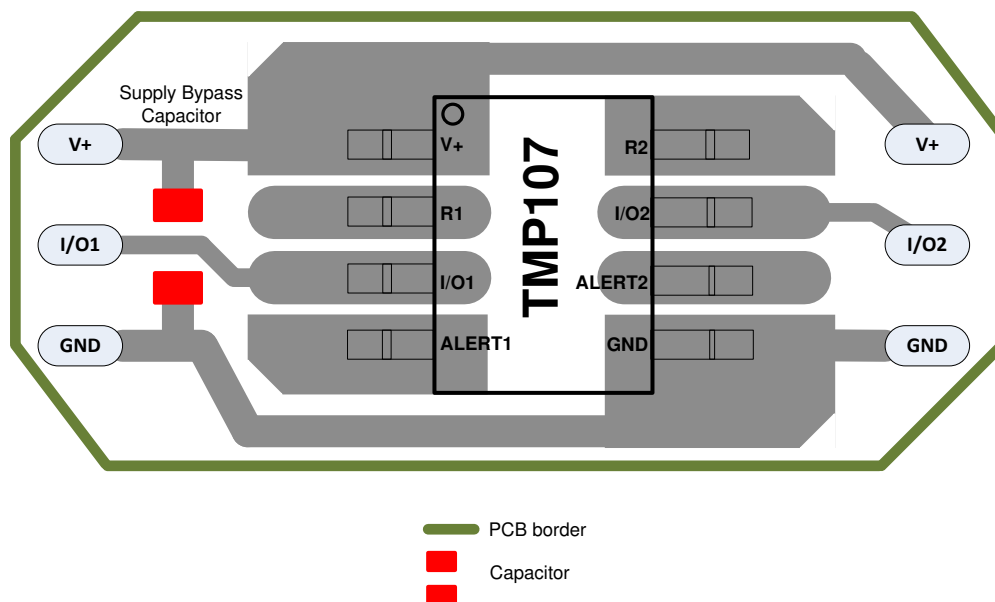 Supply Bypass
Capacitor
V+
V+
V+
R2
R1
I/O2
TMP107
I/O1
I/O2
I/O1
ALERT2
GND
ALERT1
GND
GND
PCB border
Capacitor